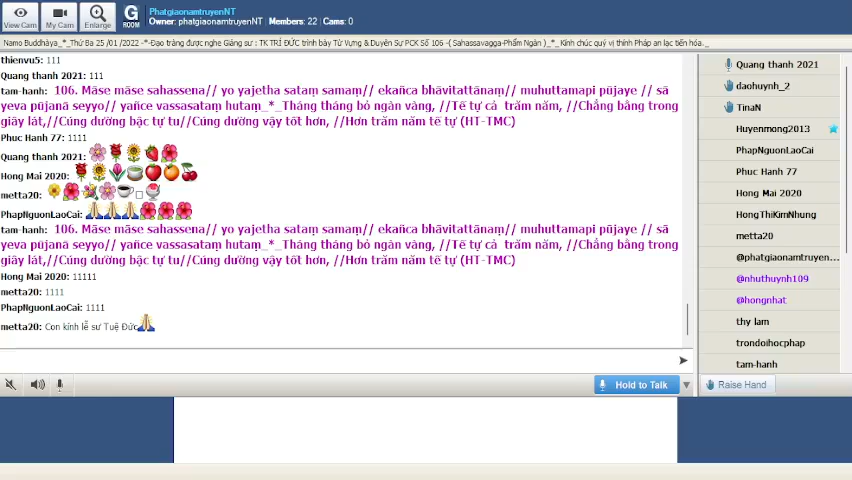 View Cam
My Cam
Enlarge
G ROOM
PhatgiaonamtruyenNT
Owner: phatgiaonamtruyenNT | Members: 22 | Cams: 0
Namo Buddhàya_*_Thứ Ba 25 /01 /2022 -*-Đạo tràng được nghe Giảng sư : TK TRÍ ĐỨC trình bày Từ Vựng & Duyên Sự PCK Số 106 -( Sahassavagga-Phẩm Ngàn )_*_Kính chúc quý vị thính Pháp an lạc tiến hóa._
thienvu5: 111
Quang thanh 2021: 111
tam-hanh: 106. Māse māse sahassena// yo yajetha sataṃ samaṃ// ekañca bhāvitattānaṃ// muhuttamapi pūjaye // sā
yeva pūjanā seyyo// yañce vassasataṃ hutaṃ_*_Tháng tháng bỏ ngàn vàng, //Tế tự cả trăm năm, //Chẳng bằng trong
giây lát,//Cúng dường bậc tự tu//Cúng dường vậy tốt hơn, //Hơn trăm năm tế tự (HT-TMC)
Phuc Hanh 77: 1111
Quang thanh 2021:
Hong Mai 2020:
metta20:
PhapNguonLaoCai:
tam-hanh: 106. Māse māse sahassena// yo yajetha sataṃ samaṃ// ekañca bhāvitattānaṃ// muhuttamapi pūjaye // sā
yeva pūjanā seyyo// yañce vassasataṃ hutaṃ_*_Tháng tháng bỏ ngàn vàng, //Tế tự cả trăm năm, //Chẳng bằng trong
giây lát,//Cúng dường bậc tự tu//Cúng dường vậy tốt hơn, //Hơn trăm năm tế tự (HT-TMC)
Hong Mai 2020: 11111
metta20: 1111
PhapNguonLaoCai: 1111
metta20: Con kính lễ sư Tuệ Đức
Hold to Talk
Quang thanh 2021
daohuynh_2
TinaN
Huyenmong2013
PhapNguonLaoCai
Phuc Hanh 77
Hong Mai 2020
HongThiKimNhung
metta20
@phatgiaonamtruyen...
@nhuthuynh109
@hongnhat
thy lam
trondoihocphap
tam-hanh
Raise Hand